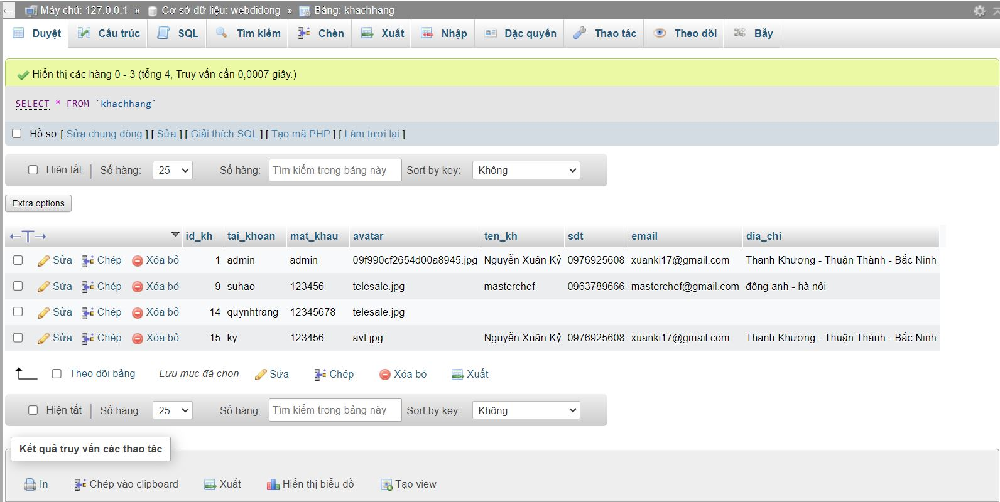 Máy chủ: 127.0.0.1 » Cơ sở dữ liệu: webdidong » Bảng: khachhang
Duyệt Cấu trúc SQL Tìm kiếm Chèn Xuất Nhập Đặc quyền Thao tác Theo dõi Bẫy
Hiển thị các hàng 0 - 3 (tổng 4, Truy vấn cần 0,0007 giây.)
SELECT * FROM `khachhang`
Hồ sơ [ Sửa chung dòng ] [ Sửa ] [ Giải thích SQL ] [ Tạo mã PHP ] [ Làm tươi lại ]
Hiện tất Số hàng: 25 Số hàng: Tìm kiếm trong bảng này Sort by key: Không
Extra options
id_kh tai_khoan mat_khau avatar ten_kh sdt email dia_chi
Sửa Chép Xóa bỏ 1 admin admin 09f990cf2654d00a8945.jpg Nguyễn Xuân Kỷ 0976925608 xuanki17@gmail.com Thanh Khương - Thuận Thành - Bắc Ninh
Sửa Chép Xóa bỏ 9 suhao 123456 telesale.jpg masterchef 0963789666 masterchef@gmail.com đông anh - hà nội
Sửa Chép Xóa bỏ 14 quynhtrang 12345678 telesale.jpg
Sửa Chép Xóa bỏ 15 ky 123456 avt.jpg Nguyễn Xuân Kỷ 0976925608 xuanki17@gmail.com Thanh Khương - Thuận Thành - Bắc Ninh
Theo dõi bảng Lưu mục đã chọn Sửa Chép Xóa bỏ Xuất
Hiện tất Số hàng: 25 Số hàng: Tìm kiếm trong bảng này Sort by key: Không
Kết quả truy vấn các thao tác
In Chép vào clipboard Xuất Hiển thị biểu đồ Tạo view